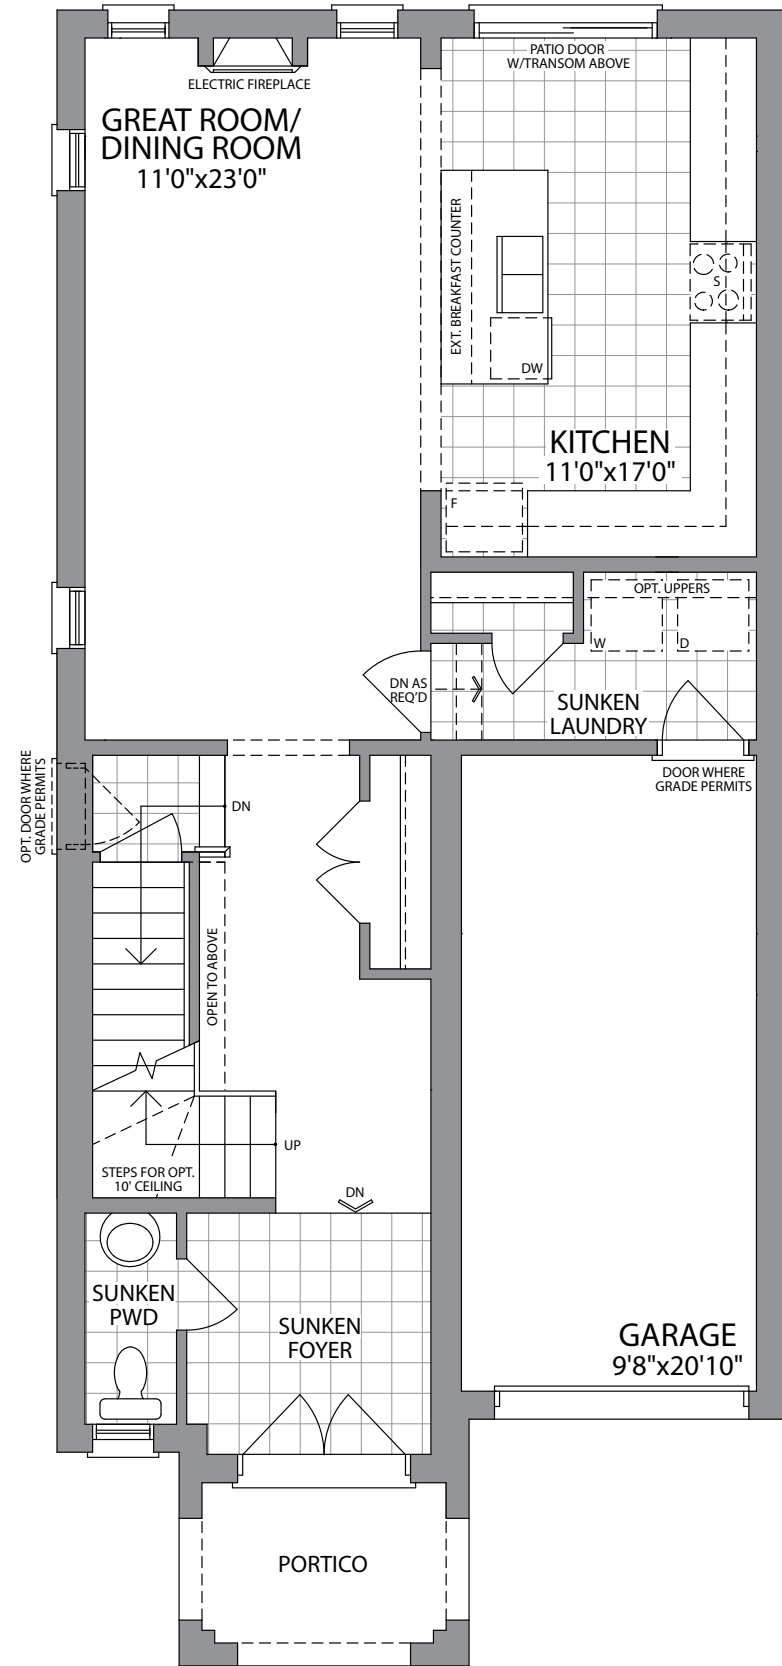 PATIO DOOR
W/TRANSOM ABOVE
ELECTRIC FIREPLACE
GREAT ROOM/
DINING ROOM
11'0"x23'0"
EXT. BREAKFAST COUNTER
S
DW
KITCHEN
11'0"x17'0"
F
OPT. UPPERS
W
D
DN AS
REQ'D
SUNKEN
LAUNDRY
DOOR WHERE
GRADE PERMITS
OPT. DOOR WHERE
GRADE PERMITS
DN
OPEN TO ABOVE
UP
STEPS FOR OPT.
10' CEILING
DN
SUNKEN
PWD
SUNKEN
FOYER
GARAGE
9'8"x20'10"
PORTICO